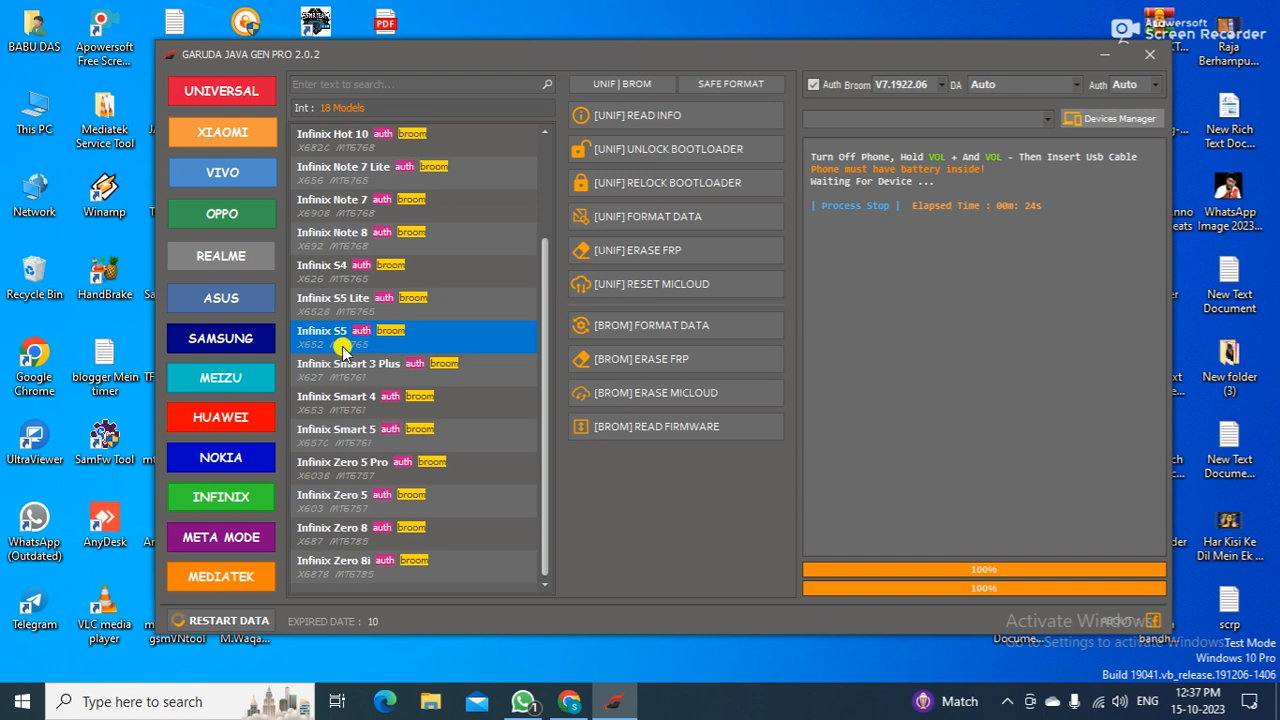 BABU DAS
Apowersoft
Free Scre...
PDF
Apowersoft
Screen Recorder
Raja
Berhampu...
This PC
Mediatek
Service Tool
New Rich
Text Doc...
Network
Winamp
WhatsApp
Image 2023...
Recycle Bin
HandBrake
New Text
Document
Google
Chrome
blogger Mein
timer
New folder
(3)
UltraViewer
SamFw Tool
New Text
Docume...
WhatsApp
(Outdated)
AnyDesk
Har Kisi Ke
Dil Mein Ek ...
Telegram
VLC media
player
gsmVNtool
M.Waqa...
Docume...
bandh
scrp
GARUDA JAVA GEN PRO 2.0.2
UNIVERSAL
XIAOMI
VIVO
OPPO
REALME
ASUS
SAMSUNG
MEIZU
HUAWEI
NOKIA
INFINIX
META MODE
MEDIATEK
RESTART DATA
EXPIRED DATE : 10
Enter text to search...
Int : 18 Models
Infinix Hot 10 auth broom
X682C MT6768
Infinix Note 7 Lite auth broom
X656 MT6765
Infinix Note 7 auth broom
X690B MT6768
Infinix Note 8 auth broom
X692 MT6768
Infinix S4 auth broom
X626 MT6765
Infinix S5 Lite auth broom
X652B MT6765
Infinix S5 auth broom
X652
Infinix Smart 3 Plus auth broom
X627 MT6761
Infinix Smart 4 auth broom
X653 MT6761
Infinix Smart 5 auth broom
X657C MT6761
Infinix Zero 5 Pro auth broom
X603B MT6757
Infinix Zero 5 auth broom
X603 MT6757
Infinix Zero 8 auth broom
X687 MT6785
Infinix Zero 8i auth broom
X687B MT6785
UNIF | BROM
SAFE FORMAT
[UNIF] READ INFO
[UNIF] UNLOCK BOOTLOADER
[UNIF] RELOCK BOOTLOADER
[UNIF] FORMAT DATA
[UNIF] ERASE FRP
[UNIF] RESET MICLOUD
[BROM] FORMAT DATA
[BROM] ERASE FRP
[BROM] ERASE MICLOUD
[BROM] READ FIRMWARE
Auth Broom V7.1922.06 DA Auto Auth Auto
Devices Manager
Turn Off Phone, Hold VOL + And VOL - Then Insert Usb Cable
Phone must have battery inside!
Waiting For Device ...
| Process Stop | Elapsed Time : 00m: 24s
100%
100%
Activate Windows
Go to Settings to activate Windows.
Test Mode
Windows 10 Pro
Build 19041.vb_release.191206-1406
Type here to search
1
Match
ENG
12:37 PM
15-10-2023